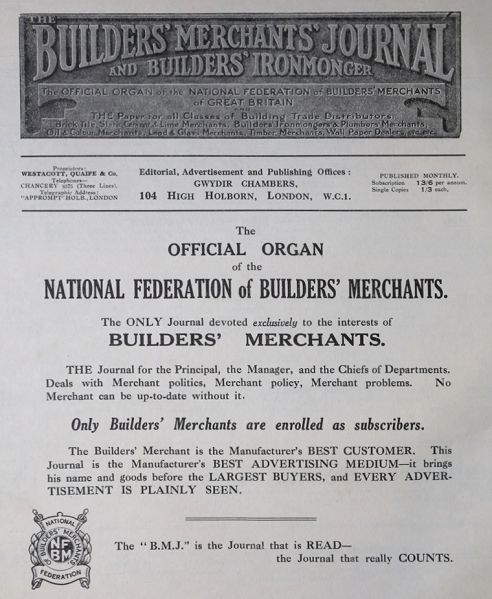 THE
BUILDERS' MERCHANTS' JOURNAL
AND BUILDERS' IRONMONGER
The OFFICIAL ORGAN of the NATIONAL FEDERATION of BUILDERS' MERCHANTS
of GREAT BRITAIN
AND
THE Paper for all Classes of Building Trade Distributors
Brick, Tile, Slate, Cement & Lime Merchants, Builders' Ironmongers & Plumbers' Merchants,
Oil & Colour Merchants, Lead & Glass Merchants, Timber Merchants, Wall Paper Dealers, etc. etc.
Proprietors:
WESTACOTT, QUAIFE & Co.
Telephones—
CHANCERY 8275 (Three Lines).
Telegraphic Address:
"APPROMPT" HOLB., LONDON
Editorial, Advertisement and Publishing Offices:
GWYDIR CHAMBERS,
104 HIGH HOLBORN, LONDON, W.C.1.
PUBLISHED MONTHLY.
Subscription 13/6 per annum.
Single Copies 1/3 each.
The
OFFICIAL ORGAN
of the
NATIONAL FEDERATION of BUILDERS' MERCHANTS.
The ONLY Journal devoted exclusively to the interests of
BUILDERS' MERCHANTS.
THE Journal for the Principal, the Manager, and the Chiefs of Departments.
Deals with Merchant politics, Merchant policy, Merchant problems. No
Merchant can be up-to-date without it.
Only Builders' Merchants are enrolled as subscribers.
The Builders' Merchant is the Manufacturer's BEST CUSTOMER. This
Journal is the Manufacturer's BEST ADVERTISING MEDIUM—it brings
his name and goods before the LARGEST BUYERS, and EVERY ADVER-
TISEMENT IS PLAINLY SEEN.
NATIONAL
OF BUILDERS' MERCHANTS
NF
BM
FEDERATION
The "B.M.J." is the Journal that is READ—
the Journal that really COUNTS.